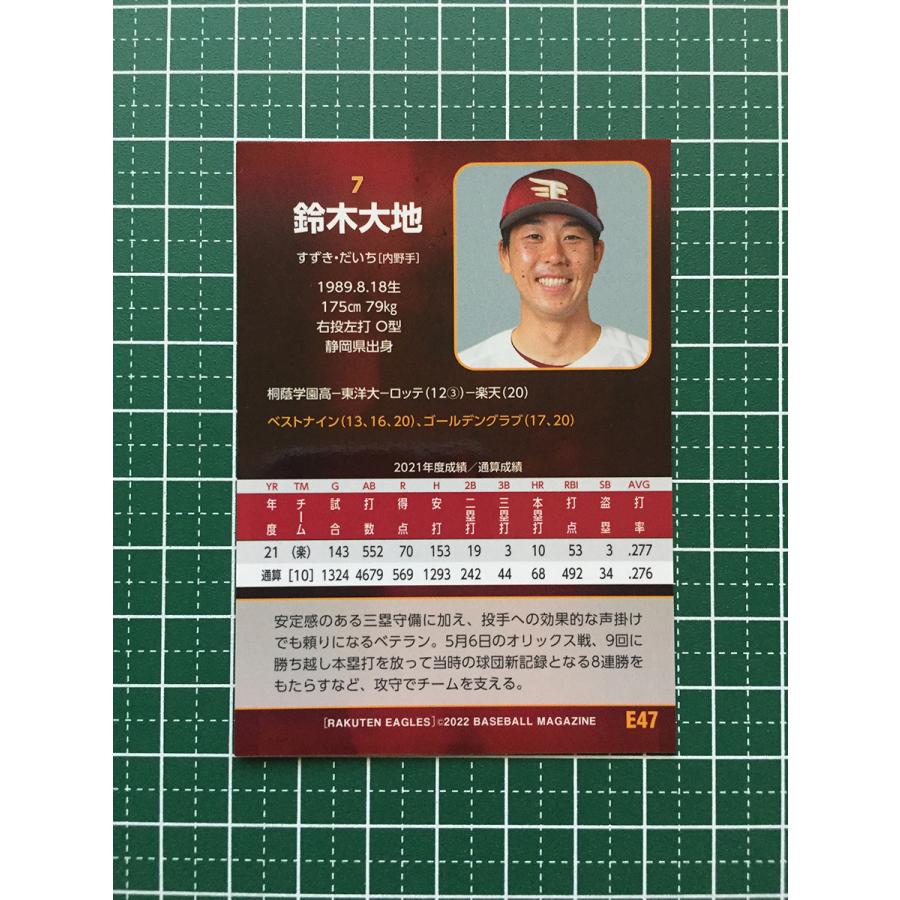 7
鈴木大地
すずき・だいち[内野手]
1989.8.18生
175㎝ 79㎏
右投左打 O型
静岡県出身
桐蔭学園高−東洋大−ロッテ(12③)−楽天(20)
ベストナイン(13、16、20)、ゴールデングラブ(17、20)
2021年度成績／通算成績
YR TM G AB R H 2B 3B HR RBI SB AVG
年度 チーム 試合 打数 得点 安打 二塁打 三塁打 本塁打 打点 盗塁 打率
21 (楽) 143 552 70 153 19 3 10 53 3 .277
通算 [10] 1324 4679 569 1293 242 44 68 492 34 .276
安定感のある三塁守備に加え、投手への効果的な声掛け
でも頼りになるベテラン。5月6日のオリックス戦、9回に
勝ち越し本塁打を放って当時の球団新記録となる8連勝を
もたらすなど、攻守でチームを支える。
[RAKUTEN EAGLES]©2022 BASEBALL MAGAZINE E47